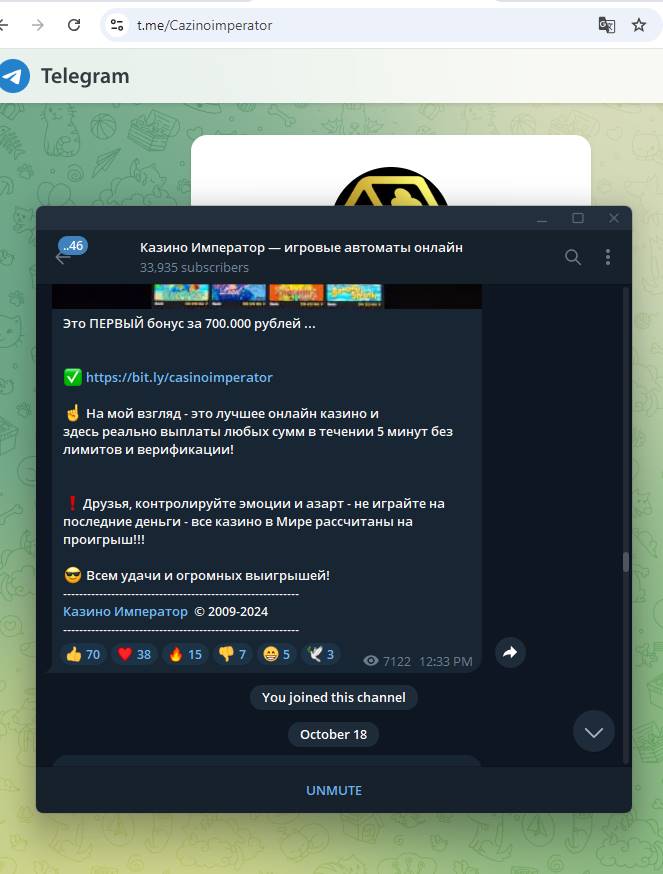 t.me/Cazinoimperator
Telegram
..46
Казино Император — игровые автоматы онлайн
33,935 subscribers
Это ПЕРВЫЙ бонус за 700.000 рублей ...
✅ https://bit.ly/casinoimperator
☝ На мой взгляд - это лучшее онлайн казино и
здесь реально выплаты любых сумм в течении 5 минут без
лимитов и верификации!
❗ Друзья, контролируйте эмоции и азарт - не играйте на
последние деньги - все казино в Мире рассчитаны на
проигрыш!!!
😎 Всем удачи и огромных выигрышей!
-----------------------------------------------------------
Казино Император © 2009-2024
-----------------------------------------------------------
👍 70 ❤ 38 🔥 15 👎 7 😁 5 🕊 3 7122 12:33 PM
You joined this channel
October 18
UNMUTE